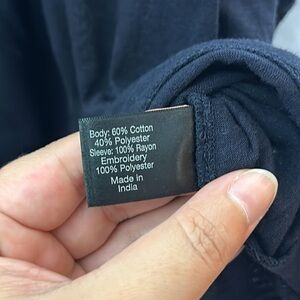 Body: 60% Cotton
40% Polyester
Sleeve: 100% Rayon
Embroidery
100% Polyester
Made in
India